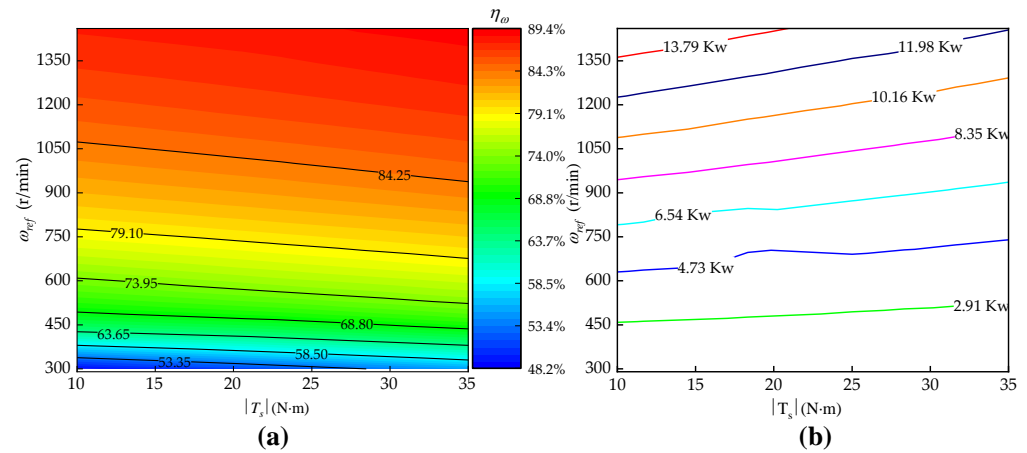 η_ω
1350
1200
1050
900
750
600
450
300
ω_ref (r/min)
84.25
79.10
73.95
68.80
63.65
58.50
53.35
10 15 20 25 30 35
|T_s| (N·m)
89.4%
84.3%
79.1%
74.0%
68.8%
63.7%
58.5%
53.4%
48.2%
(a)
1350
1200
1050
900
750
600
450
300
ω_ref (r/min)
13.79 Kw
11.98 Kw
10.16 Kw
8.35 Kw
6.54 Kw
4.73 Kw
2.91 Kw
10 15 20 25 30 35
|T_s| (N·m)
(b)